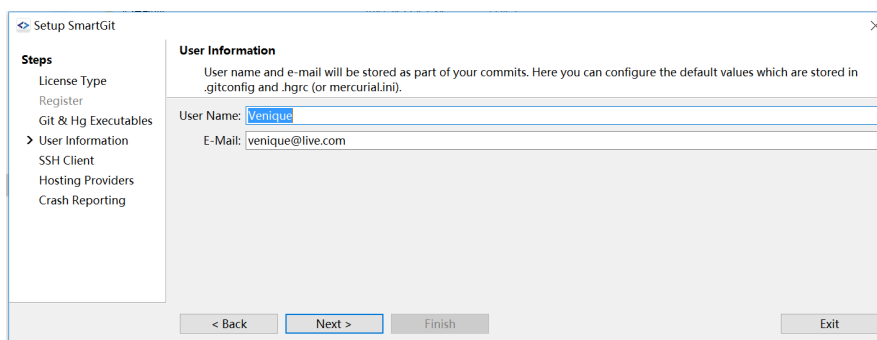 Setup SmartGit
Steps
License Type
Register
Git & Hg Executables
User Information
SSH Client
Hosting Providers
Crash Reporting
User Information
User name and e-mail will be stored as part of your commits. Here you can configure the default values which are stored in
.gitconfig and .hgrc (or mercurial.ini).
User Name: Venique
E-Mail: venique@live.com
< Back Next > Finish Exit